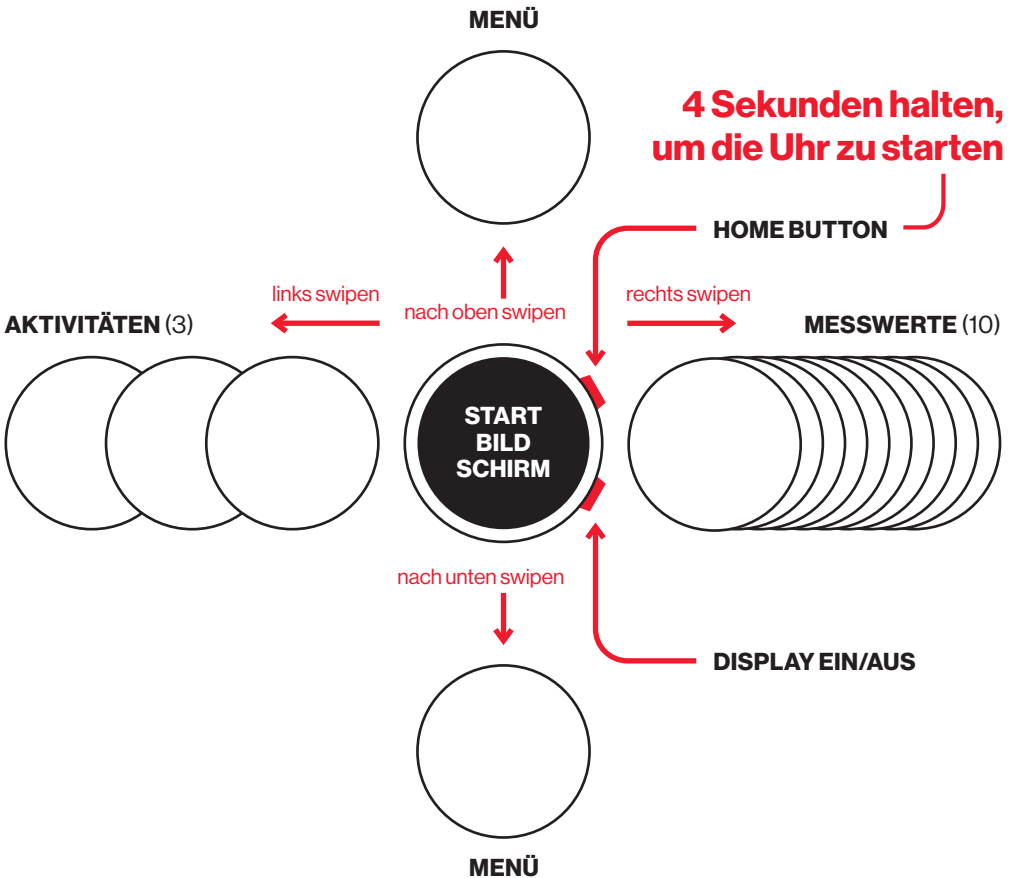 MENÜ
4 Sekunden halten,
um die Uhr zu starten
HOME BUTTON
links swipen
nach oben swipen
rechts swipen
AKTIVITÄTEN (3)
MESSWERTE (10)
START
BILD
SCHIRM
nach unten swipen
DISPLAY EIN/AUS
MENÜ